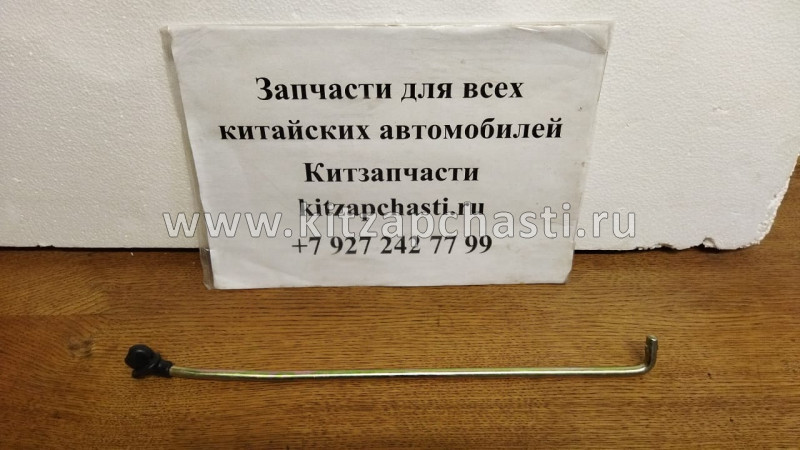 Запчасти для всех
китайских автомобилей
Китзапчасти
kitzapchasti.ru
www.kitzapchasti.ru
+7 927 242 77 99